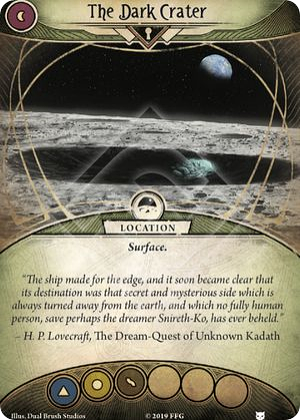 The Dark Crater
LOCATION
Surface.
“The ship made for the edge, and it soon became clear that
its destination was that secret and mysterious side which is
always turned away from the earth, and which no fully human
person, save perhaps the dreamer Snireth-Ko, has ever beheld.”
– H. P. Lovecraft, The Dream-Quest of Unknown Kadath
Illus. Dual Brush Studios
© 2019 FFG